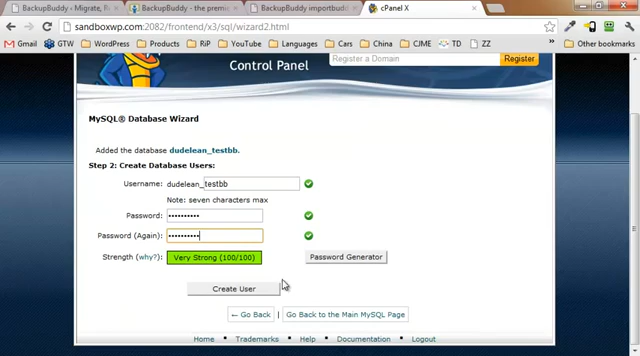 BackupBuddy - Migrate, R
BackupBuddy - the premie
BackupBuddy importbudd
cPanel X
sandboxwp.com:2082/frontend/x3/sql/wizard2.html
GTW
WordPress
Products
RiP
YouTube
Languages
Cars
CJME
TD
ZZ
Other bookmarks
Control Panel
Register a Domain
Register
MySQL® Database Wizard
Added the database dudelean_testbb.
Step 2: Create Database Users:
Username: dudelean_testbb
Note: seven characters max
Password: ••••••••••
Password (Again): ••••••••••
Strength (why?): Very Strong (100/100) Password Generator
Create User
← Go Back | Go Back to the Main MySQL Page
Home • Trademarks • Help • Documentation • Logout